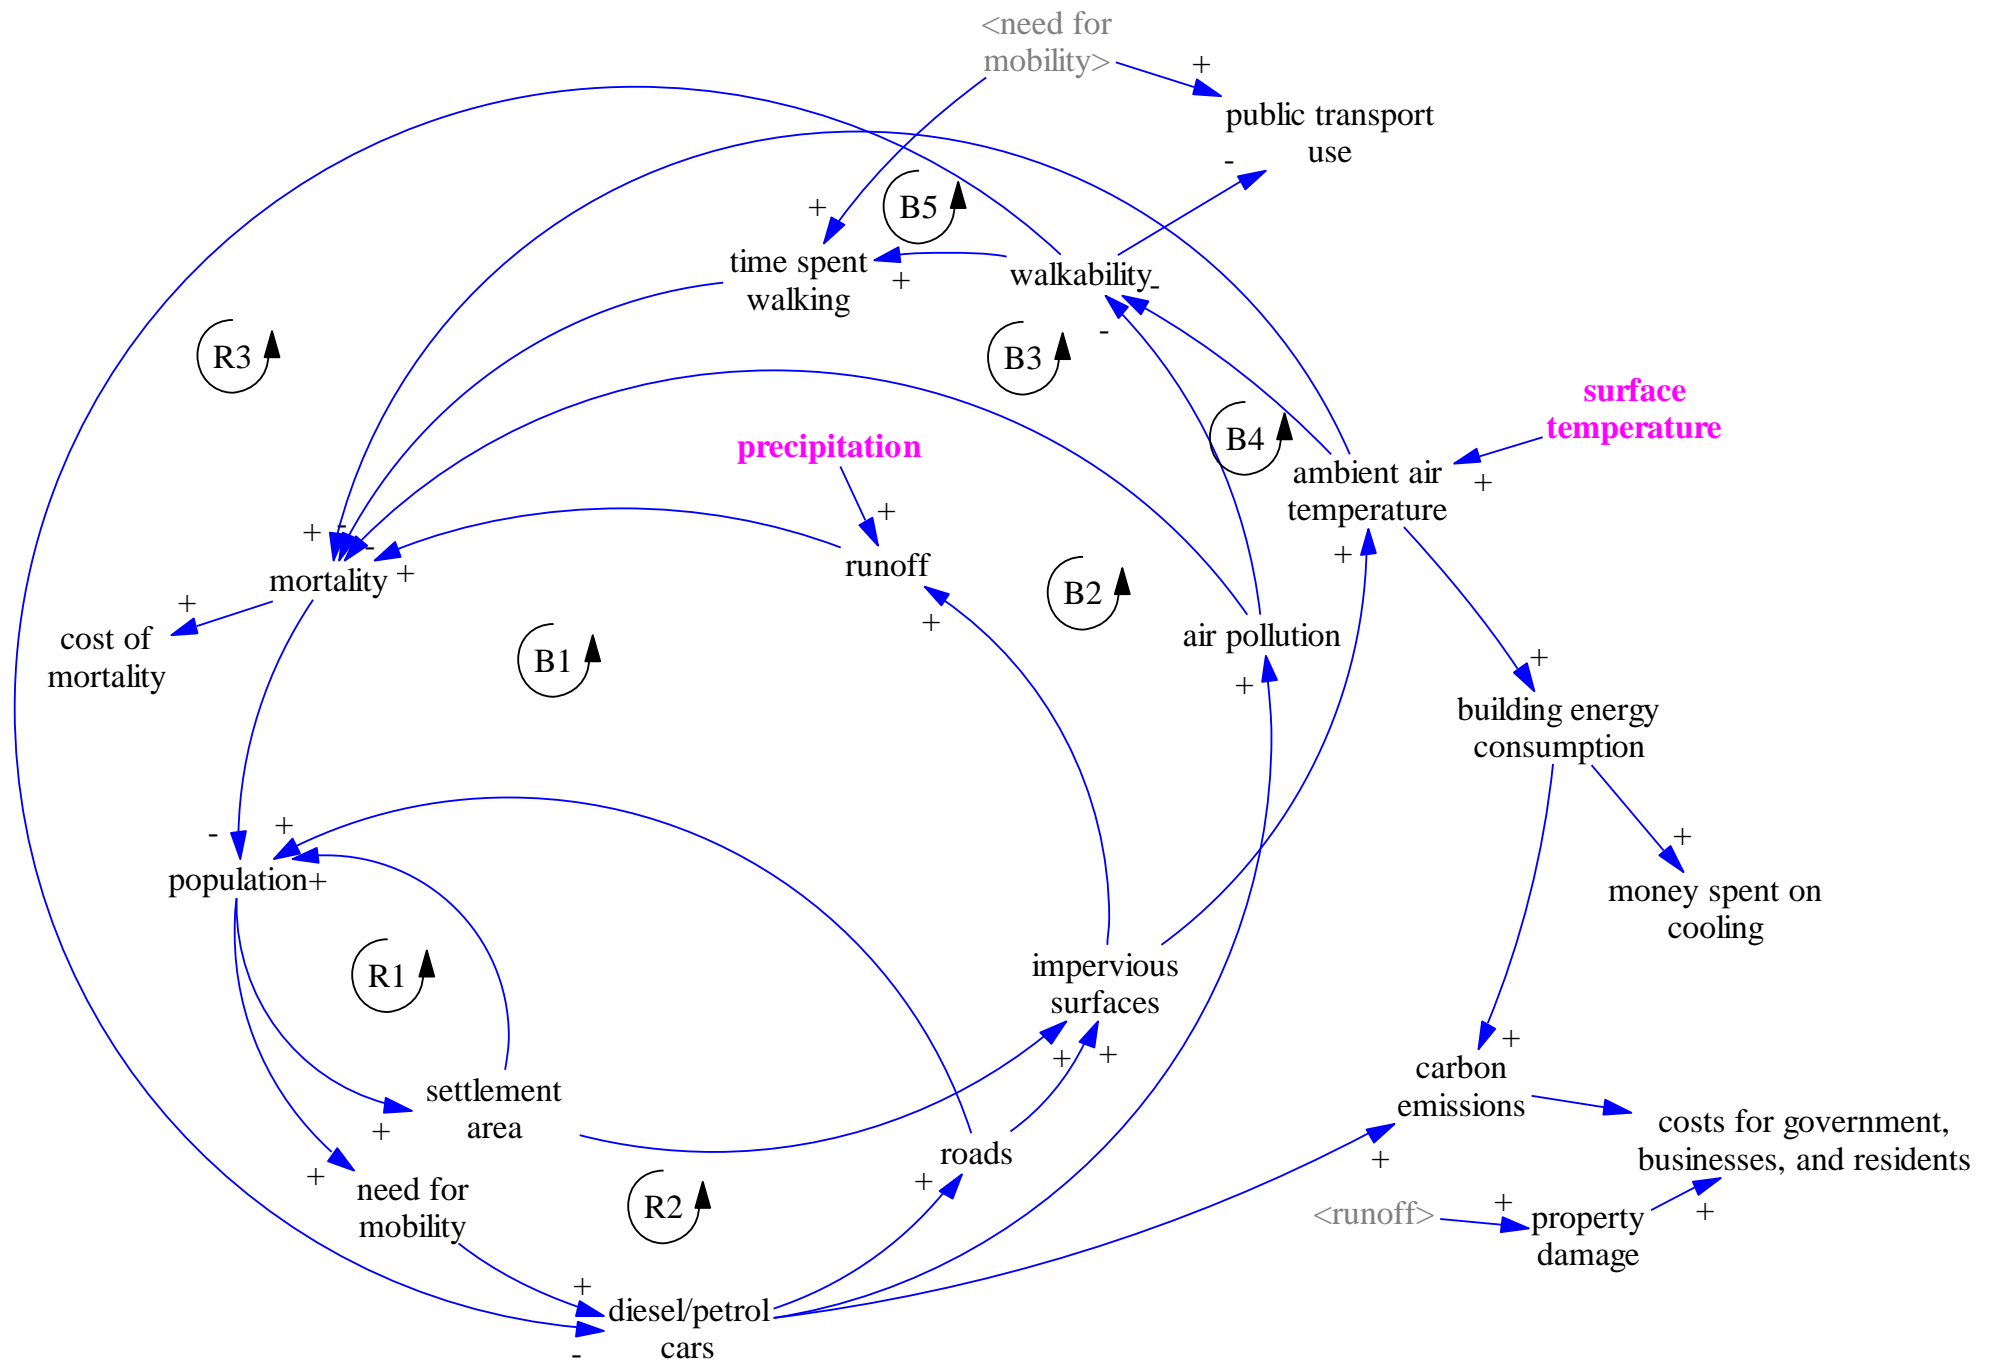 <need for
mobility>
+
public transport
use
-
B5
+
time spent
walking
+
walkability
-
-
R3
B3
surface
temperature
precipitation
B4
ambient air
temperature
+
+
+
-
-
mortality
+
runoff
+
B2
+
cost of
mortality
+
B1
+
air pollution
+
+
building energy
consumption
-
+
population+
+
money spent on
cooling
R1
impervious
surfaces
+
+
+
carbon
emissions
settlement
area
+
roads
+
+
costs for government,
businesses, and residents
+
need for
mobility
+
R2
<runoff>
+
property
damage
+
+
diesel/petrol
cars
-